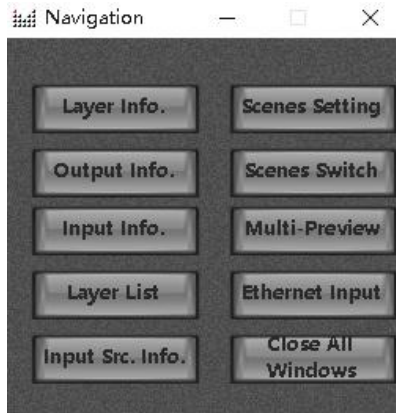 Navigation
Layer Info.
Scenes Setting
Output Info.
Scenes Switch
Input Info.
Multi-Preview
Layer List
Ethernet Input
Input Src. Info.
Close All
Windows